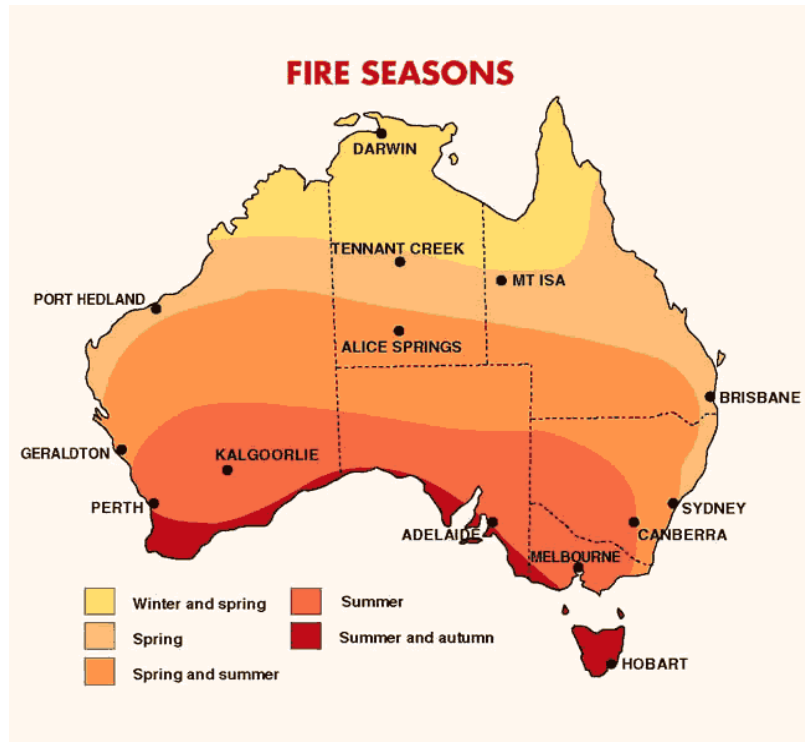 FIRE SEASONS
DARWIN
TENNANT CREEK
MT ISA
PORT HEDLAND
ALICE SPRINGS
BRISBANE
GERALDTON
KALGOORLIE
PERTH
SYDNEY
ADELAIDE
CANBERRA
MELBOURNE
Winter and spring
Summer
Spring
Summer and autumn
Spring and summer
HOBART